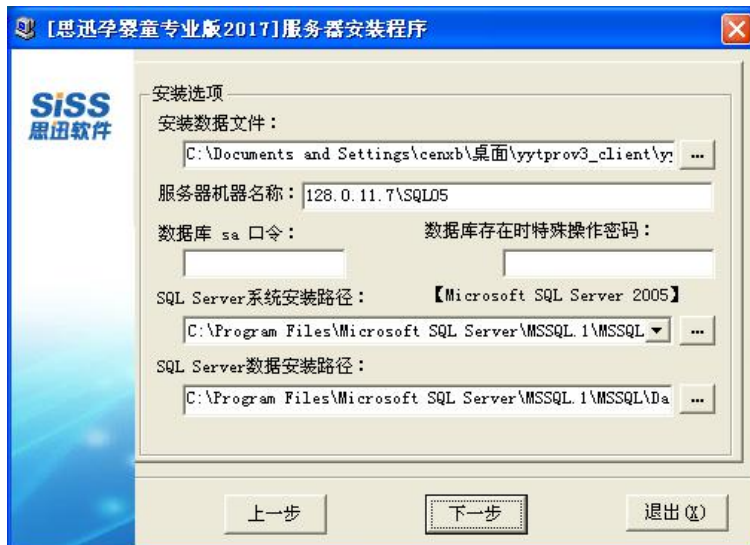 [思迅孕婴童专业版2017]服务器安装程序
SiSS
思迅软件
安装选项
安装数据文件：
C:\Documents and Settings\cenxb\桌面\yytprov3_client\yy
服务器机器名称：128.0.11.7\SQL05
数据库 sa 口令：
数据库存在时特殊操作密码：
SQL Server系统安装路径：
【Microsoft SQL Server 2005】
C:\Program Files\Microsoft SQL Server\MSSQL.1\MSSQL
...
SQL Server数据安装路径：
C:\Program Files\Microsoft SQL Server\MSSQL.1\MSSQL\Da
...
上一步
下一步
退出(X)